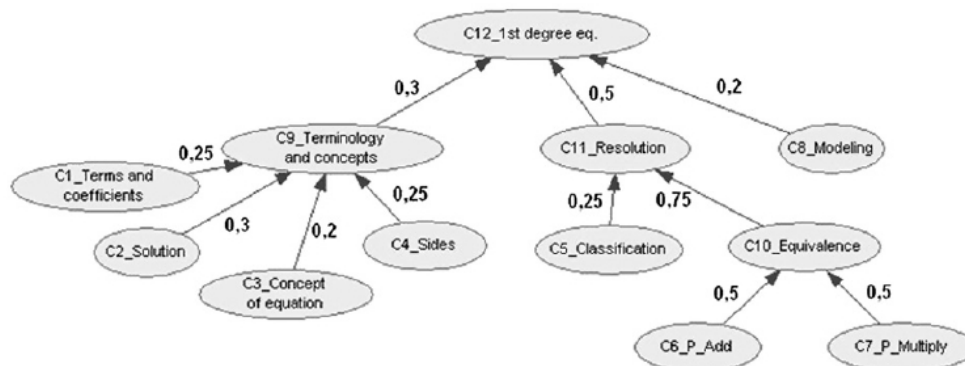 C12_1st degree eq.
0,3
0,5
0,2
C9_Terminology
and concepts
C11_Resolution
C8_Modeling
0,25
C1_Terms and
coefficients
0,3
0,2
0,25
0,25
0,75
C2_Solution
C4_Sides
C5_Classification
C10_Equivalence
C3_Concept
of equation
0,5
0,5
C6_P_Add
C7_P_Multiply